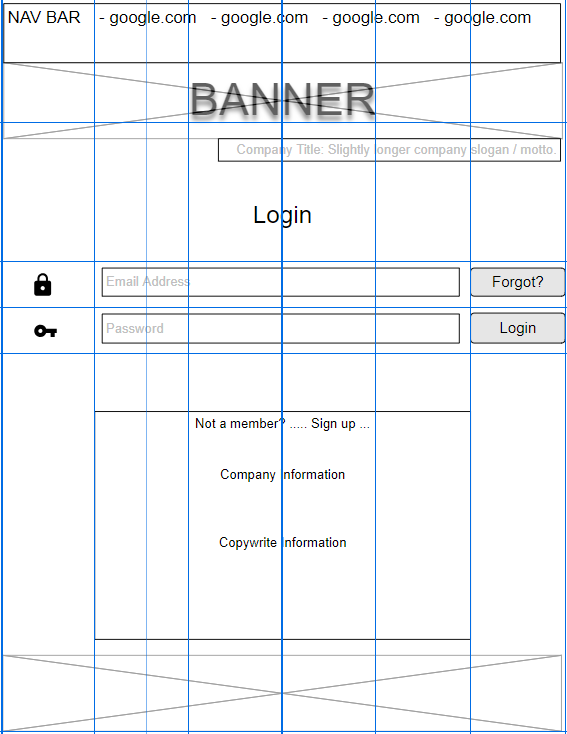 NAV BAR - google.com - google.com - google.com - google.com
BANNER
Company Title: Slightly longer company slogan / motto.
Login
Email Address
Forgot?
Password
Login
Not a member? ..... Sign up ...
Company Information
Copywrite Information